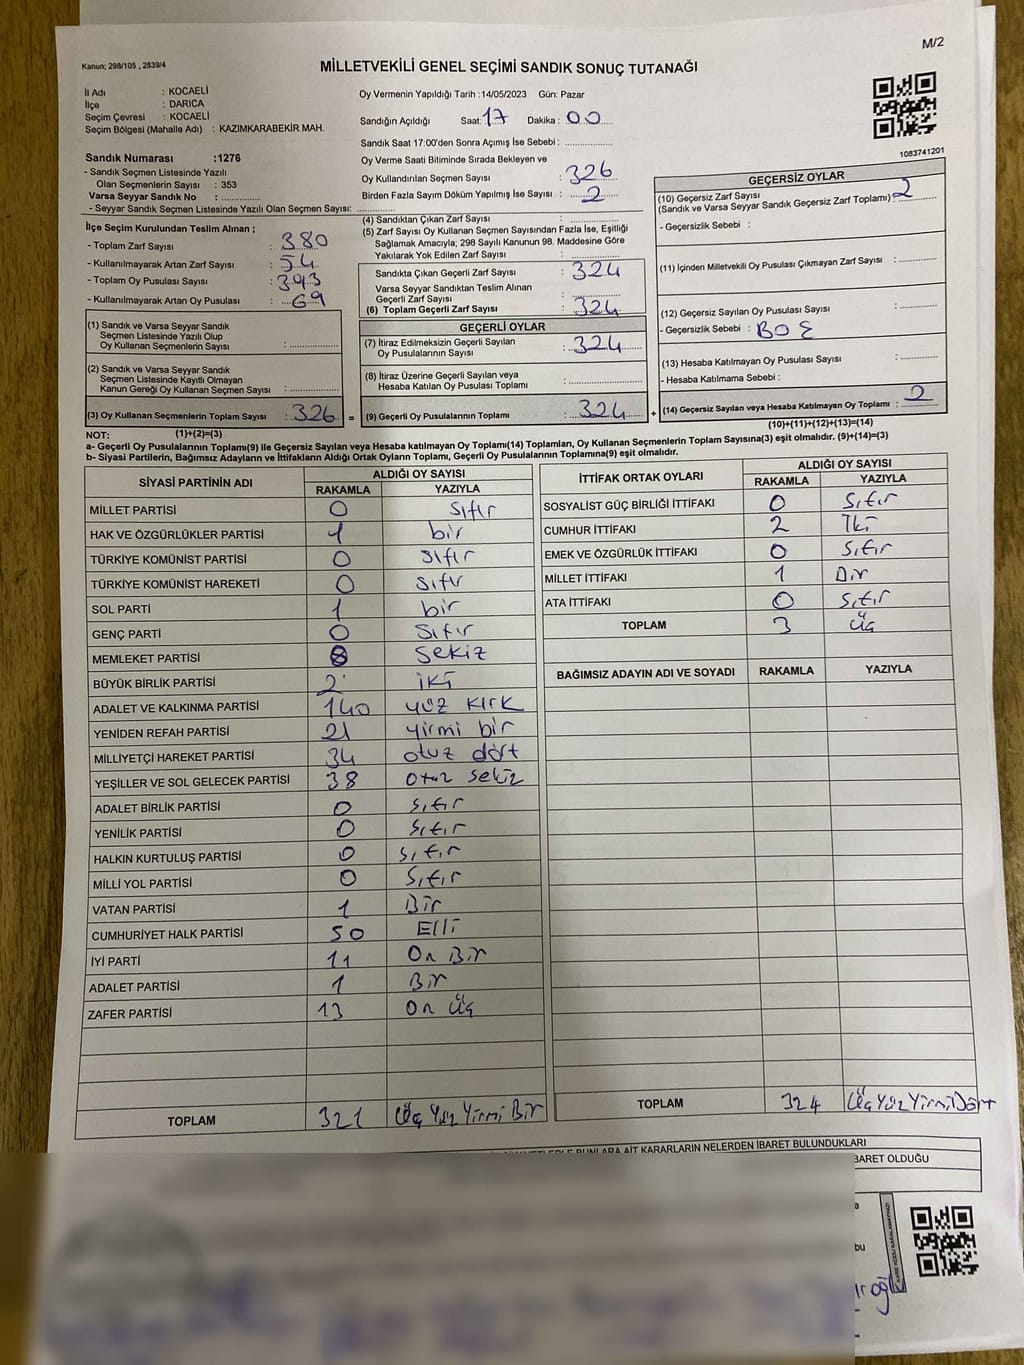 M/2
Kanun; 298/105 , 2839/4
MİLLETVEKİLİ GENEL SEÇİMİ SANDIK SONUÇ TUTANAĞI
İl Adı : KOCAELİ
İlçe : DARICA
Seçim Çevresi : KOCAELİ
Seçim Bölgesi (Mahalle Adı) : KAZIMKARABEKİR MAH.
Oy Vermenin Yapıldığı Tarih :14/05/2023 Gün: Pazar
Sandığın Açıldığı Saat: 17 Dakika : 00
Sandık Saat 17:00'den Sonra Açımış İse Sebebi :
Oy Verme Saati Bitiminde Sırada Bekleyen ve
Oy Kullandırılan Seçmen Sayısı : 326
Birden Fazla Sayım Döküm Yapılmış İse Sayısı : 2
1083741201
Sandık Numarası :1276
- Sandık Seçmen Listesinde Yazılı
Olan Seçmenlerin Sayısı : 353
Varsa Seyyar Sandık No :
- Seyyar Sandık Seçmen Listesinde Yazılı Olan Seçmen Sayısı:
İlçe Seçim Kurulundan Teslim Alınan ;
- Toplam Zarf Sayısı : 380
- Kullanılmayarak Artan Zarf Sayısı : 54
- Toplam Oy Pusulası Sayısı : 393
- Kullanılmayarak Artan Oy Pusulası : 69
(1) Sandık ve Varsa Seyyar Sandık
Seçmen Listesinde Yazılı Olup
Oy Kullanan Seçmenlerin Sayısı :
(2) Sandık ve Varsa Seyyar Sandık
Seçmen Listesinde Kayıtlı Olmayan
Kanun Gereği Oy Kullanan Seçmen Sayısı :
(3) Oy Kullanan Seçmenlerin Toplam Sayısı : 326 =
(1)+(2)=(3)
(4) Sandıktan Çıkan Zarf Sayısı :
(5) Zarf Sayısı Oy Kullanan Seçmen Sayısından Fazla İse, Eşitliği
Sağlamak Amacıyla; 298 Sayılı Kanunun 98. Maddesine Göre
Yakılarak Yok Edilen Zarf Sayısı :
Sandıkta Çıkan Geçerli Zarf Sayısı : 324
Varsa Seyyar Sandıktan Teslim Alınan
Geçerli Zarf Sayısı :
(6) Toplam Geçerli Zarf Sayısı : 324
GEÇERLİ OYLAR
(7) İtiraz Edilmeksizin Geçerli Sayılan
Oy Pusulalarının Sayısı : 324
(8) İtiraz Üzerine Geçerli Sayılan veya
Hesaba Katılan Oy Pusulası Toplamı :
(9) Geçerli Oy Pusulalarının Toplamı : 324 +
GEÇERSİZ OYLAR
(10) Geçersiz Zarf Sayısı
(Sandık ve Varsa Seyyar Sandık Geçersiz Zarf Toplamı) : 2
- Geçersizlik Sebebi :
(11) İçinden Milletvekili Oy Pusulası Çıkmayan Zarf Sayısı :
(12) Geçersiz Sayılan Oy Pusulası Sayısı :
- Geçersizlik Sebebi : BOŞ
(13) Hesaba Katılmayan Oy Pusulası Sayısı :
- Hesaba Katılmama Sebebi :
(14) Geçersiz Sayılan veya Hesaba Katılmayan Oy Toplamı : 2
(10)+(11)+(12)+(13)=(14)
NOT:
a- Geçerli Oy Pusulalarının Toplamı(9) ile Geçersiz Sayılan veya Hesaba katılmayan Oy Toplamı(14) Toplamları, Oy Kullanan Seçmenlerin Toplam Sayısına(3) eşit olmalıdır. (9)+(14)=(3)
b- Siyasi Partilerin, Bağımsız Adayların ve İttifakların Aldığı Ortak Oyların Toplamı, Geçerli Oy Pusulalarının Toplamına(9) eşit olmalıdır.
SİYASİ PARTİNİN ADI ALDIĞI OY SAYISI
RAKAMLA YAZIYLA
MİLLET PARTİSİ 0 sıfır
HAK VE ÖZGÜRLÜKLER PARTİSİ 1 bir
TÜRKİYE KOMÜNİST PARTİSİ 0 sıfır
TÜRKİYE KOMÜNİST HAREKETİ 0 sıfır
SOL PARTİ 1 bir
GENÇ PARTİ 0 sıfır
MEMLEKET PARTİSİ 8 sekiz
BÜYÜK BİRLİK PARTİSİ 2 iki
ADALET VE KALKINMA PARTİSİ 140 yüz kırk
YENİDEN REFAH PARTİSİ 21 yirmi bir
MİLLİYETÇİ HAREKET PARTİSİ 34 otuz dört
YEŞİLLER VE SOL GELECEK PARTİSİ 38 otuz sekiz
ADALET BİRLİK PARTİSİ 0 sıfır
YENİLİK PARTİSİ 0 sıfır
HALKIN KURTULUŞ PARTİSİ 0 sıfır
MİLLİ YOL PARTİSİ 0 sıfır
VATAN PARTİSİ 1 Bir
CUMHURİYET HALK PARTİSİ 50 Elli
İYİ PARTİ 11 On Bir
ADALET PARTİSİ 1 Bir
ZAFER PARTİSİ 13 On Üç
TOPLAM 321 Üç Yüz Yirmi Bir
İTTİFAK ORTAK OYLARI ALDIĞI OY SAYISI
RAKAMLA YAZIYLA
SOSYALİST GÜÇ BİRLİĞİ İTTİFAKI 0 Sıfır
CUMHUR İTTİFAKI 2 İki
EMEK VE ÖZGÜRLÜK İTTİFAKI 0 Sıfır
MİLLET İTTİFAKI 1 Bir
ATA İTTİFAKI 0 Sıfır
TOPLAM 3 Üç
BAĞIMSIZ ADAYIN ADI VE SOYADI RAKAMLA YAZIYLA
TOPLAM 324 Üç Yüz Yirmi Dört
BUNLARA AİT KARARLARIN NELERDEN İBARET BULUNDUKLARI
BARET OLDUĞU
bu